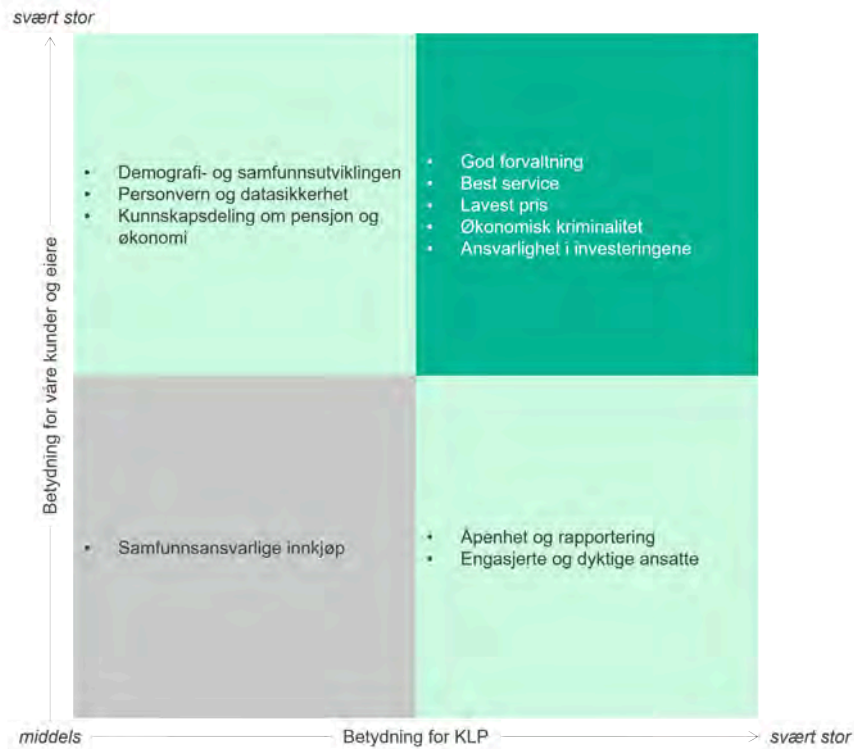 svært stor
Betydning for våre kunder og eiere
• Demografi- og samfunnsutviklingen
• Personvern og datasikkerhet
• Kunnskapsdeling om pensjon og
økonomi
• God forvaltning
• Best service
• Lavest pris
• Økonomisk kriminalitet
• Ansvarlighet i investeringene
• Samfunnsansvarlige innkjøp
• Åpenhet og rapportering
• Engasjerte og dyktige ansatte
middels
Betydning for KLP
svært stor